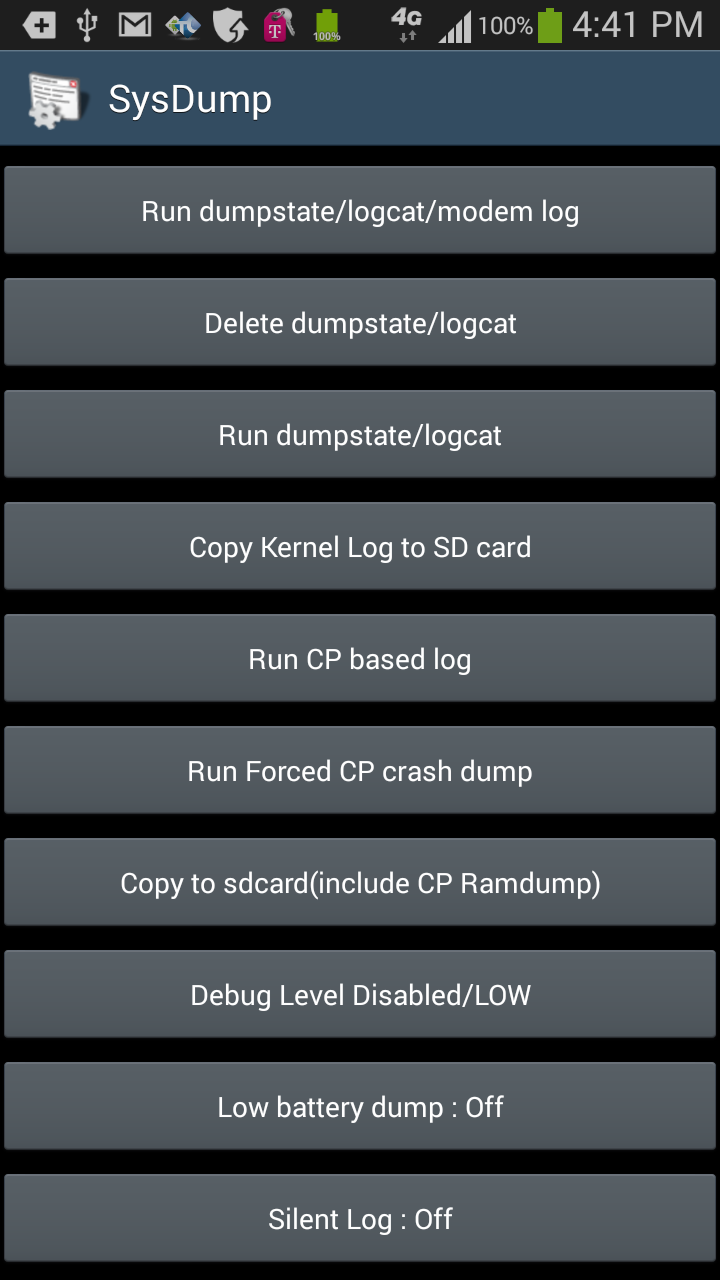 100%
4G
100%
4:41 PM
T
SysDump
Run dumpstate/logcat/modem log
Delete dumpstate/logcat
Run dumpstate/logcat
Copy Kernel Log to SD card
Run CP based log
Run Forced CP crash dump
Copy to sdcard(include CP Ramdump)
Debug Level Disabled/LOW
Low battery dump : Off
Silent Log : Off